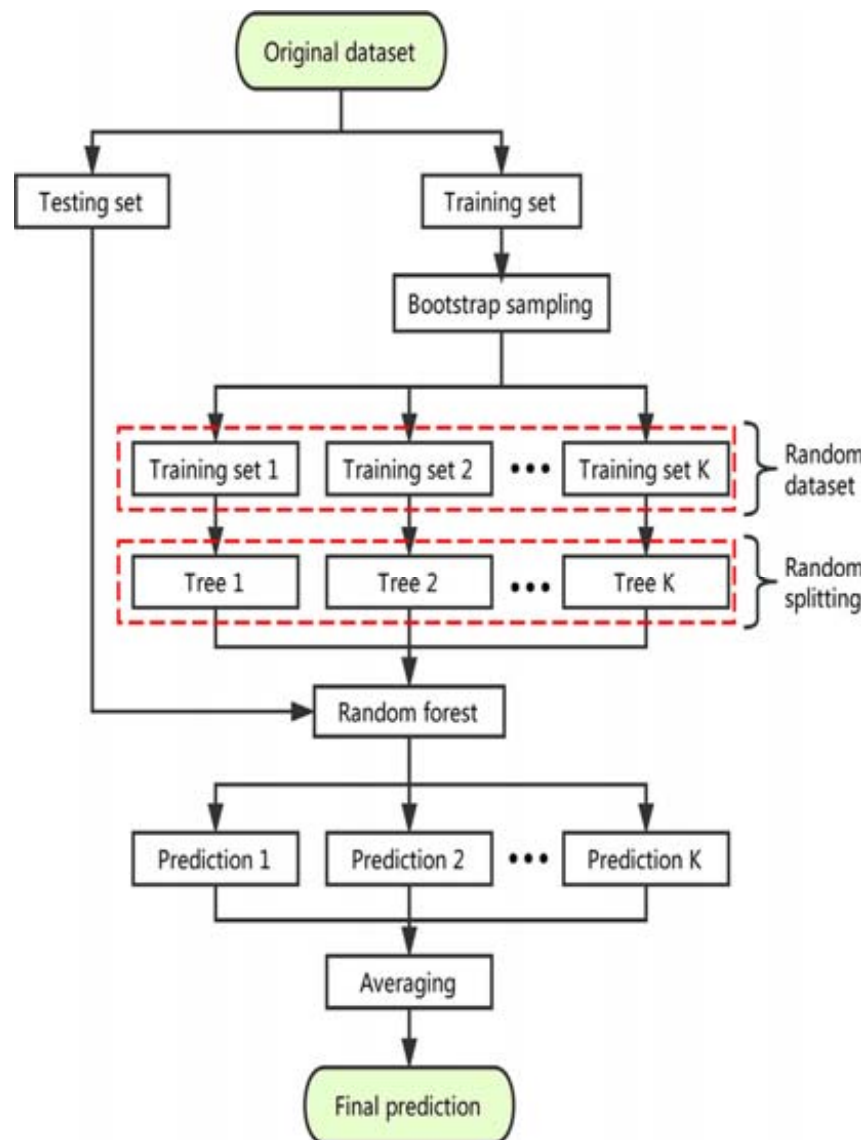 Original dataset
Testing set
Training set
Bootstrap sampling
Training set 1
Training set 2
•••
Training set K
Random
dataset
Tree 1
Tree 2
•••
Tree K
Random
splitting
Random forest
Prediction 1
Prediction 2
•••
Prediction K
Averaging
Final prediction